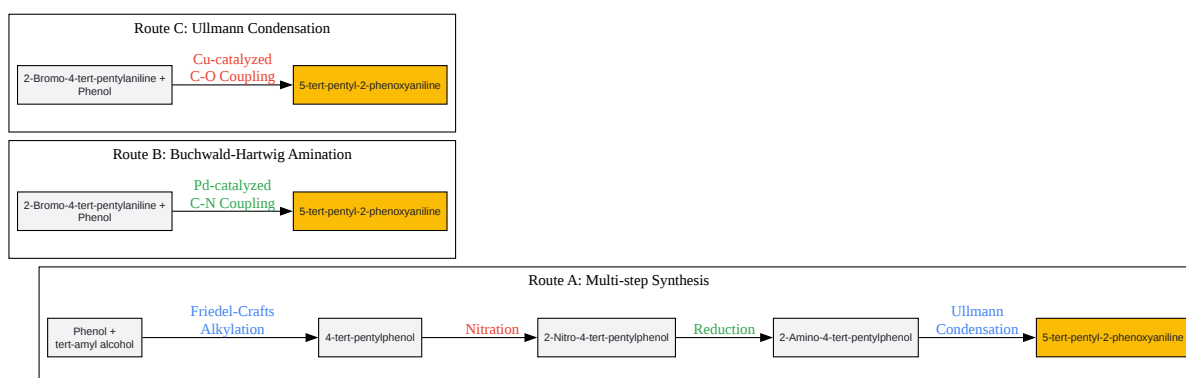 Route C: Ullmann Condensation
2-Bromo-4-tert-pentylaniline +
Phenol
Cu-catalyzed
C-O Coupling
5-tert-pentyl-2-phenoxyaniline
Route B: Buchwald-Hartwig Amination
2-Bromo-4-tert-pentylaniline +
Phenol
Pd-catalyzed
C-N Coupling
5-tert-pentyl-2-phenoxyaniline
Route A: Multi-step Synthesis
Phenol +
tert-amyl alcohol
Friedel-Crafts
Alkylation
4-tert-pentylphenol
Nitration
2-Nitro-4-tert-pentylphenol
Reduction
2-Amino-4-tert-pentylphenol
Ullmann
Condensation
5-tert-pentyl-2-phenoxyaniline